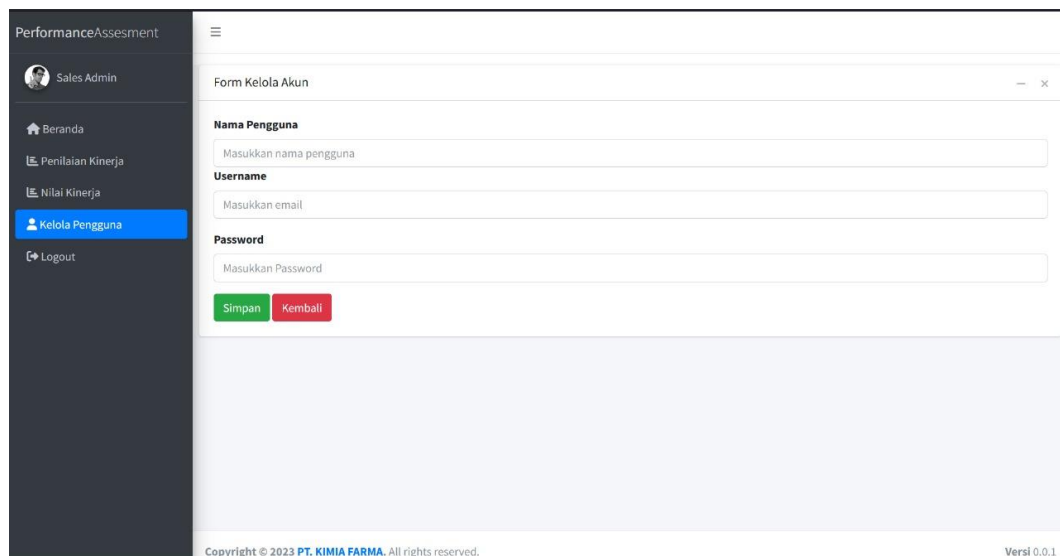 PerformanceAssesment
Sales Admin
Beranda
Penilaian Kinerja
Nilai Kinerja
Kelola Pengguna
Logout
Form Kelola Akun
Nama Pengguna
Masukkan nama pengguna
Username
Masukkan email
Password
Masukkan Password
Simpan Kembali
Copyright © 2023 PT. KIMIA FARMA. All rights reserved. Versi 0.0.1